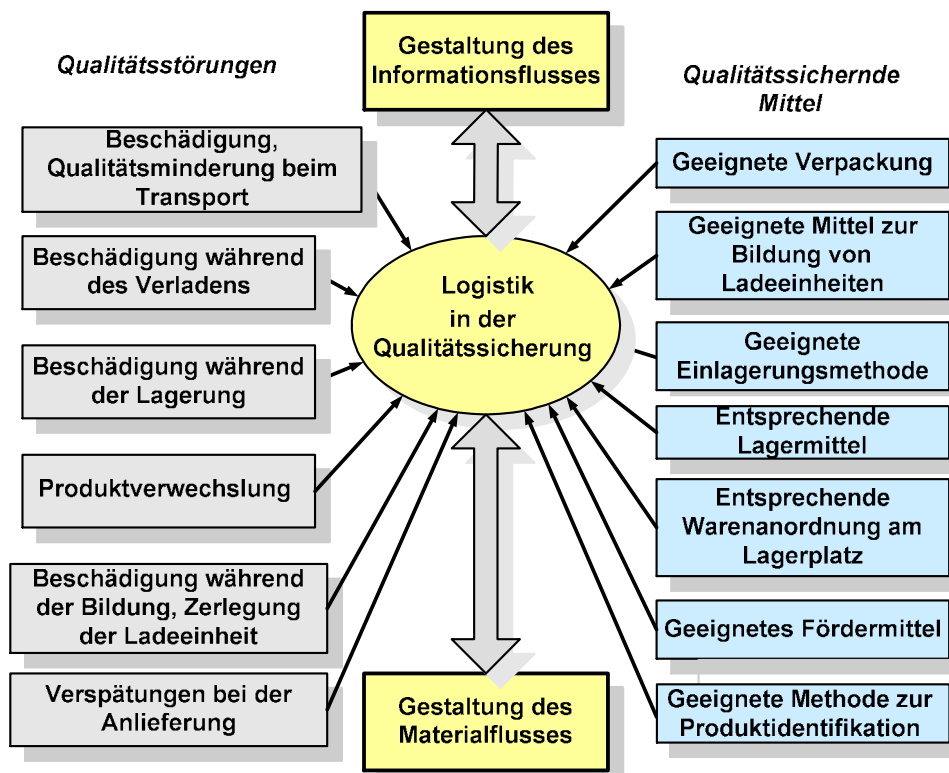 Qualitätsstörungen
Gestaltung des
Informationsflusses
Qualitätssichernde
Mittel
Beschädigung,
Qualitätsminderung beim
Transport
Beschädigung während
des Verladens
Beschädigung während
der Lagerung
Produktverwechslung
Beschädigung während
der Bildung, Zerlegung
der Ladeeinheit
Verspätungen bei der
Anlieferung
Logistik
in der
Qualitätssicherung
Gestaltung des
Materialflusses
Geeignete Verpackung
Geeignete Mittel zur
Bildung von
Ladeeinheiten
Geeignete
Einlagerungsmethode
Entsprechende
Lagermittel
Entsprechende
Warenanordnung am
Lagerplatz
Geeignetes Fördermittel
Geeignete Methode zur
Produktidentifikation